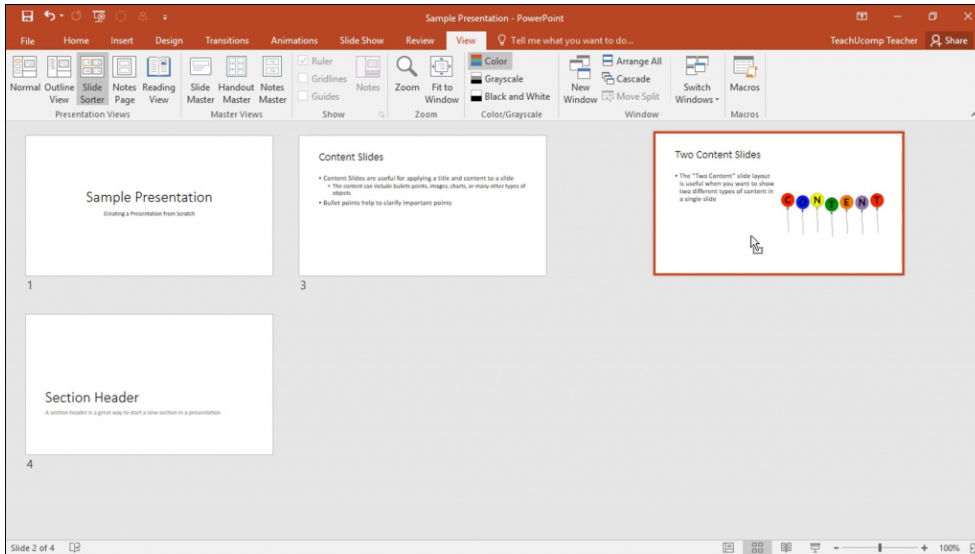 Sample Presentation - PowerPoint
File Home Insert Design Transitions Animations Slide Show Review View Tell me what you want to do... TeachUcomp Teacher Share
Normal Outline View Slide Sorter Notes Page Reading View
Presentation Views
Slide Master Handout Master Notes Master
Master Views
Ruler
Gridlines
Guides
Notes
Show
Zoom Fit to Window
Zoom
Color
Grayscale
Black and White
Color/Grayscale
New Window
Arrange All
Cascade
Move Split
Switch Windows
Window
Macros
Macros
Sample Presentation
Creating a Presentation from Scratch
1
Content Slides
• Content Slides are useful for applying a title and content to a slide
• The content can include bullets points, images, charts, or many other types of
objects
• Bullet points help to clarify important points
3
Two Content Slides
• The "Two Content" slide layout
is useful when you want to show
two different types of content in
a single slide
CONTENT
Section Header
A section header is a great way to start a new section in a presentation
4
Slide 2 of 4
100%